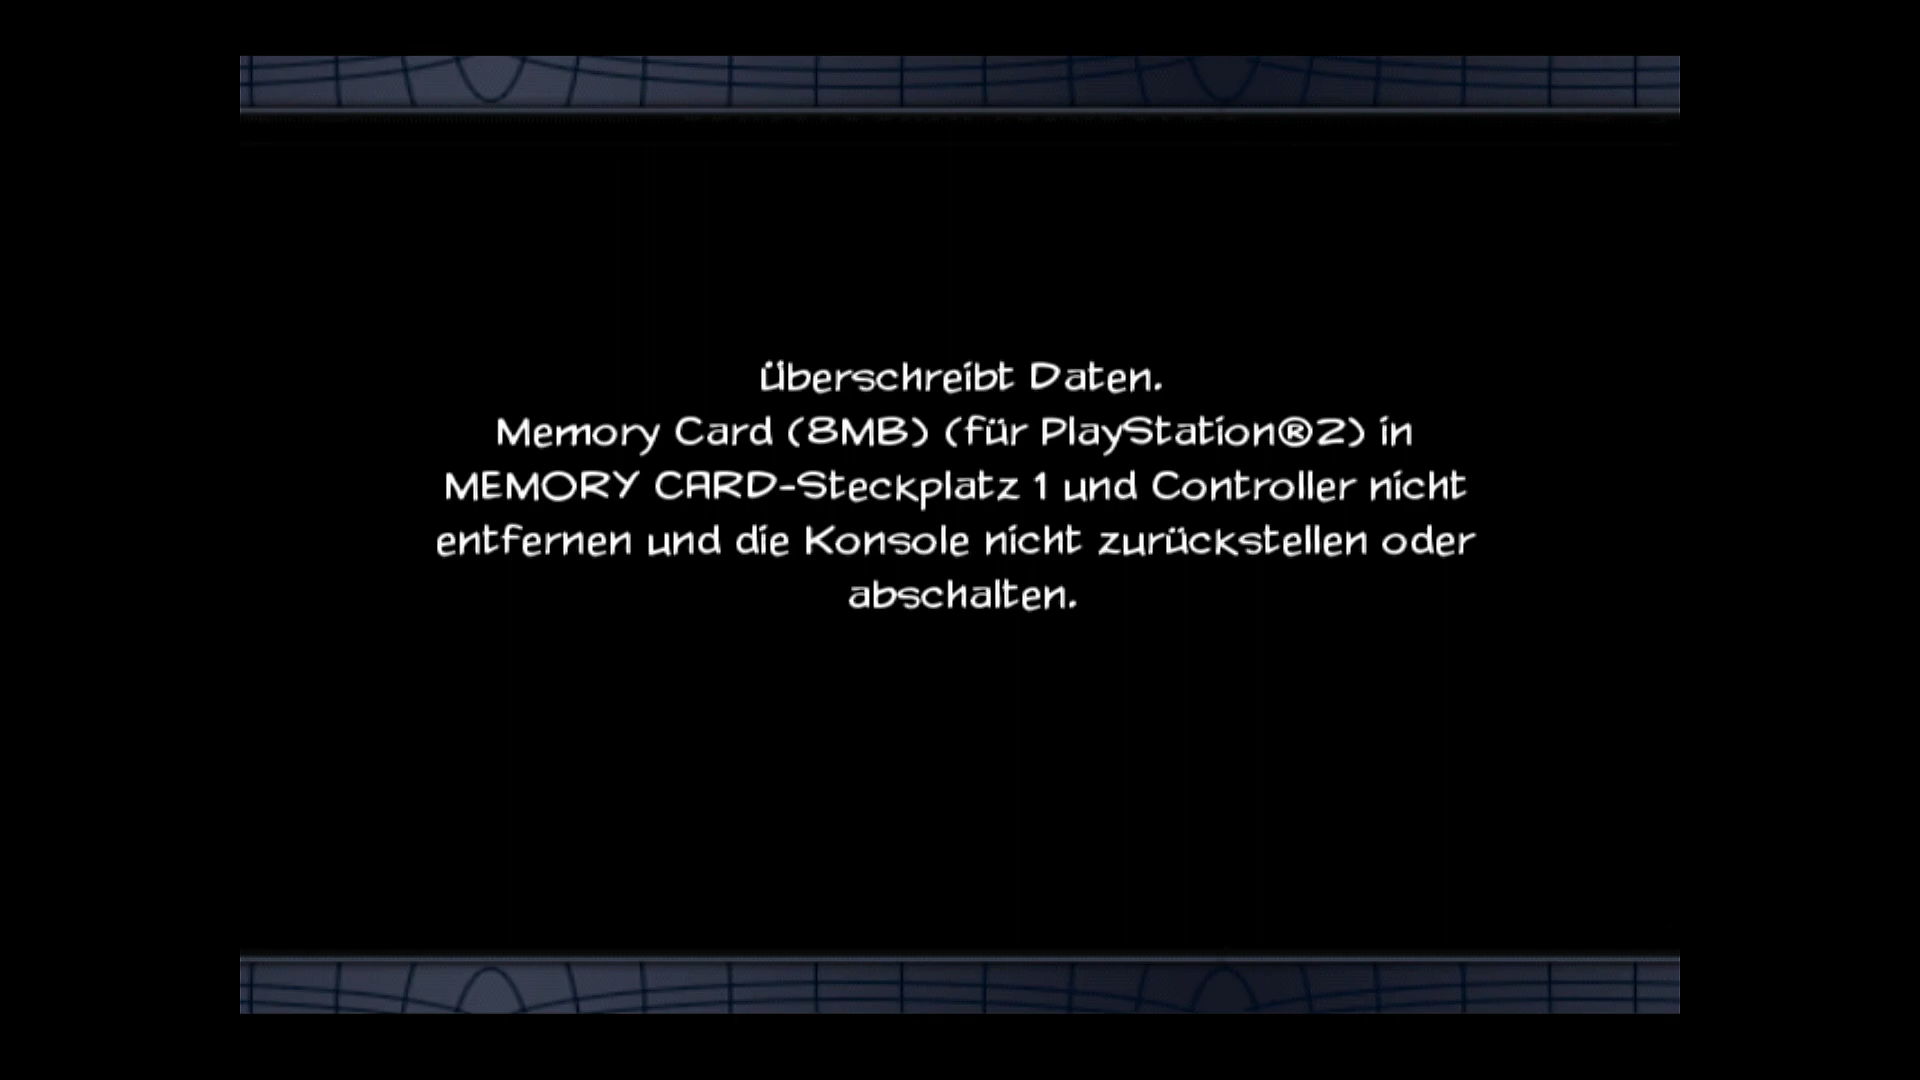 Überschreibt Daten.
Memory Card (8MB) (für PlayStation®2) in
MEMORY CARD-Steckplatz 1 und Controller nicht
entfernen und die Konsole nicht zurückstellen oder
abschalten.